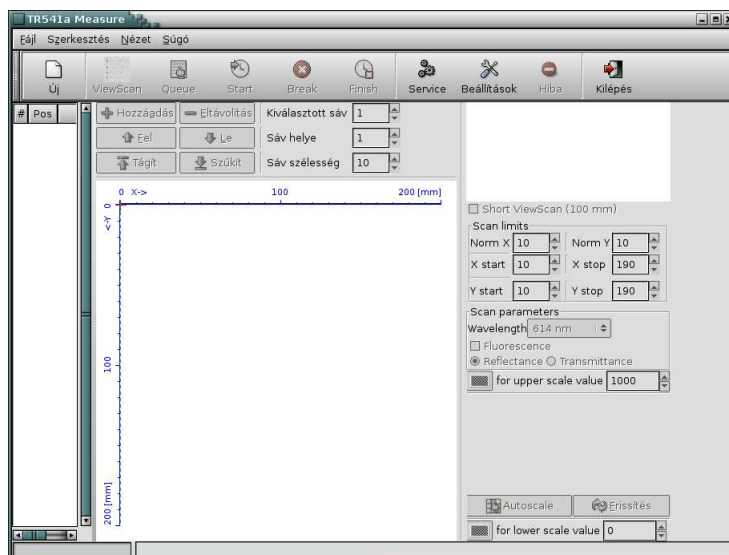 TR541a Measure
Fájl Szerkesztés Nézet Súgó
Új ViewScan Queue Start Break Finish Service Beállítások Hiba Kilépés
# Pos
Hozzágdás Eltávolítás Kiválasztott sáv 1
Fel Le Sáv helye 1
Tágít Szűkít Sáv szélesség 10
0 X-> 100 200 [mm]
0
<-Y
100
200 [mm]
Short ViewScan (100 mm)
Scan limits
Norm X 10 Norm Y 10
X start 10 X stop 190
Y start 10 Y stop 190
Scan parameters
Wavelength 614 nm
Fluorescence
Reflectance Transmittance
for upper scale value 1000
Autoscale Erissítés
for lower scale value 0